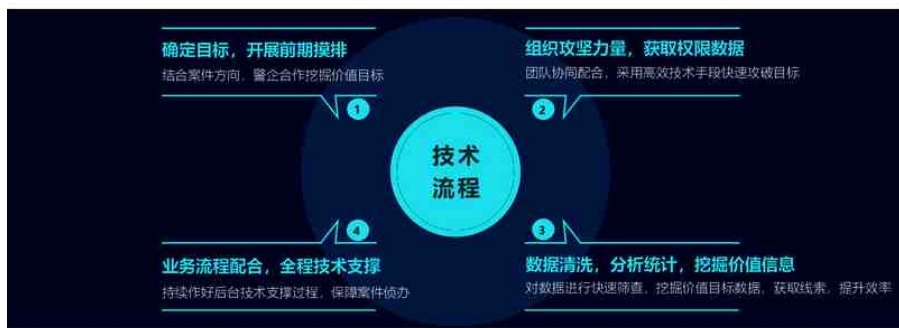 确定目标，开展前期摸排
结合案件方向，警企合作挖掘价值目标
1
组织攻坚力量，获取权限数据
团队协同配合，采用高效技术手段快速攻破目标
2
技术
流程
4
业务流程配合，全程技术支撑
持续作好后台技术支撑过程，保障案件侦办
3
数据清洗，分析统计，挖掘价值信息
对数据进行快速筛查，挖掘价值目标数据，获取线索，提升效率